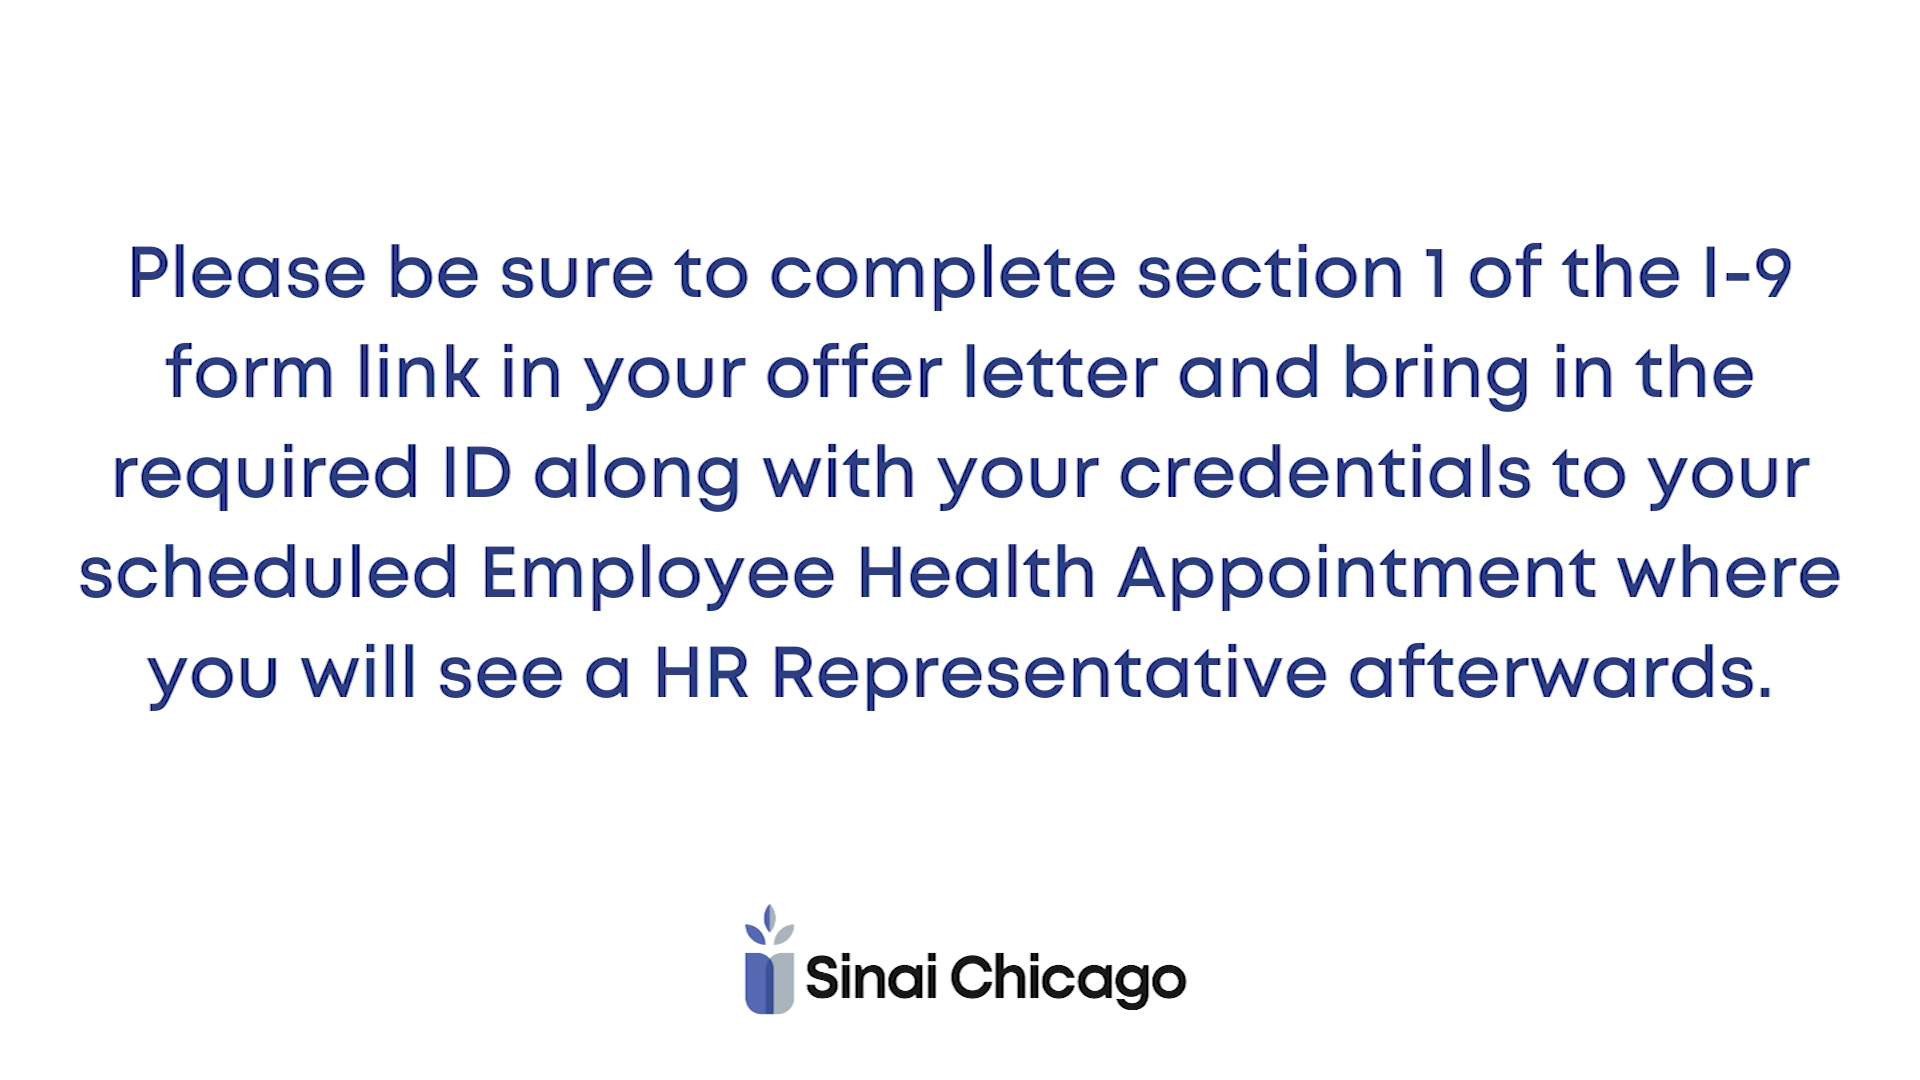 Please be sure to complete section 1 of the I-9
form link in your offer letter and bring in the
required ID along with your credentials to your
scheduled Employee Health Appointment where
you will see a HR Representative afterwards.
Sinai Chicago